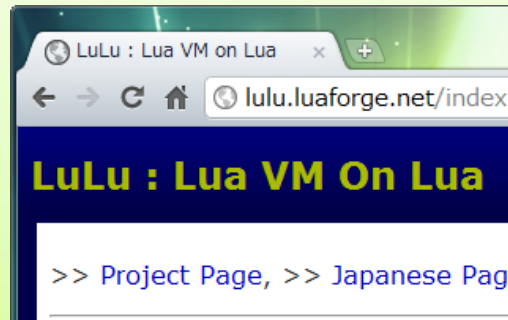 LuLu : Lua VM on Lua
lulu.luaforge.net/index
LuLu : Lua VM On Lua
>> Project Page, >> Japanese Pag